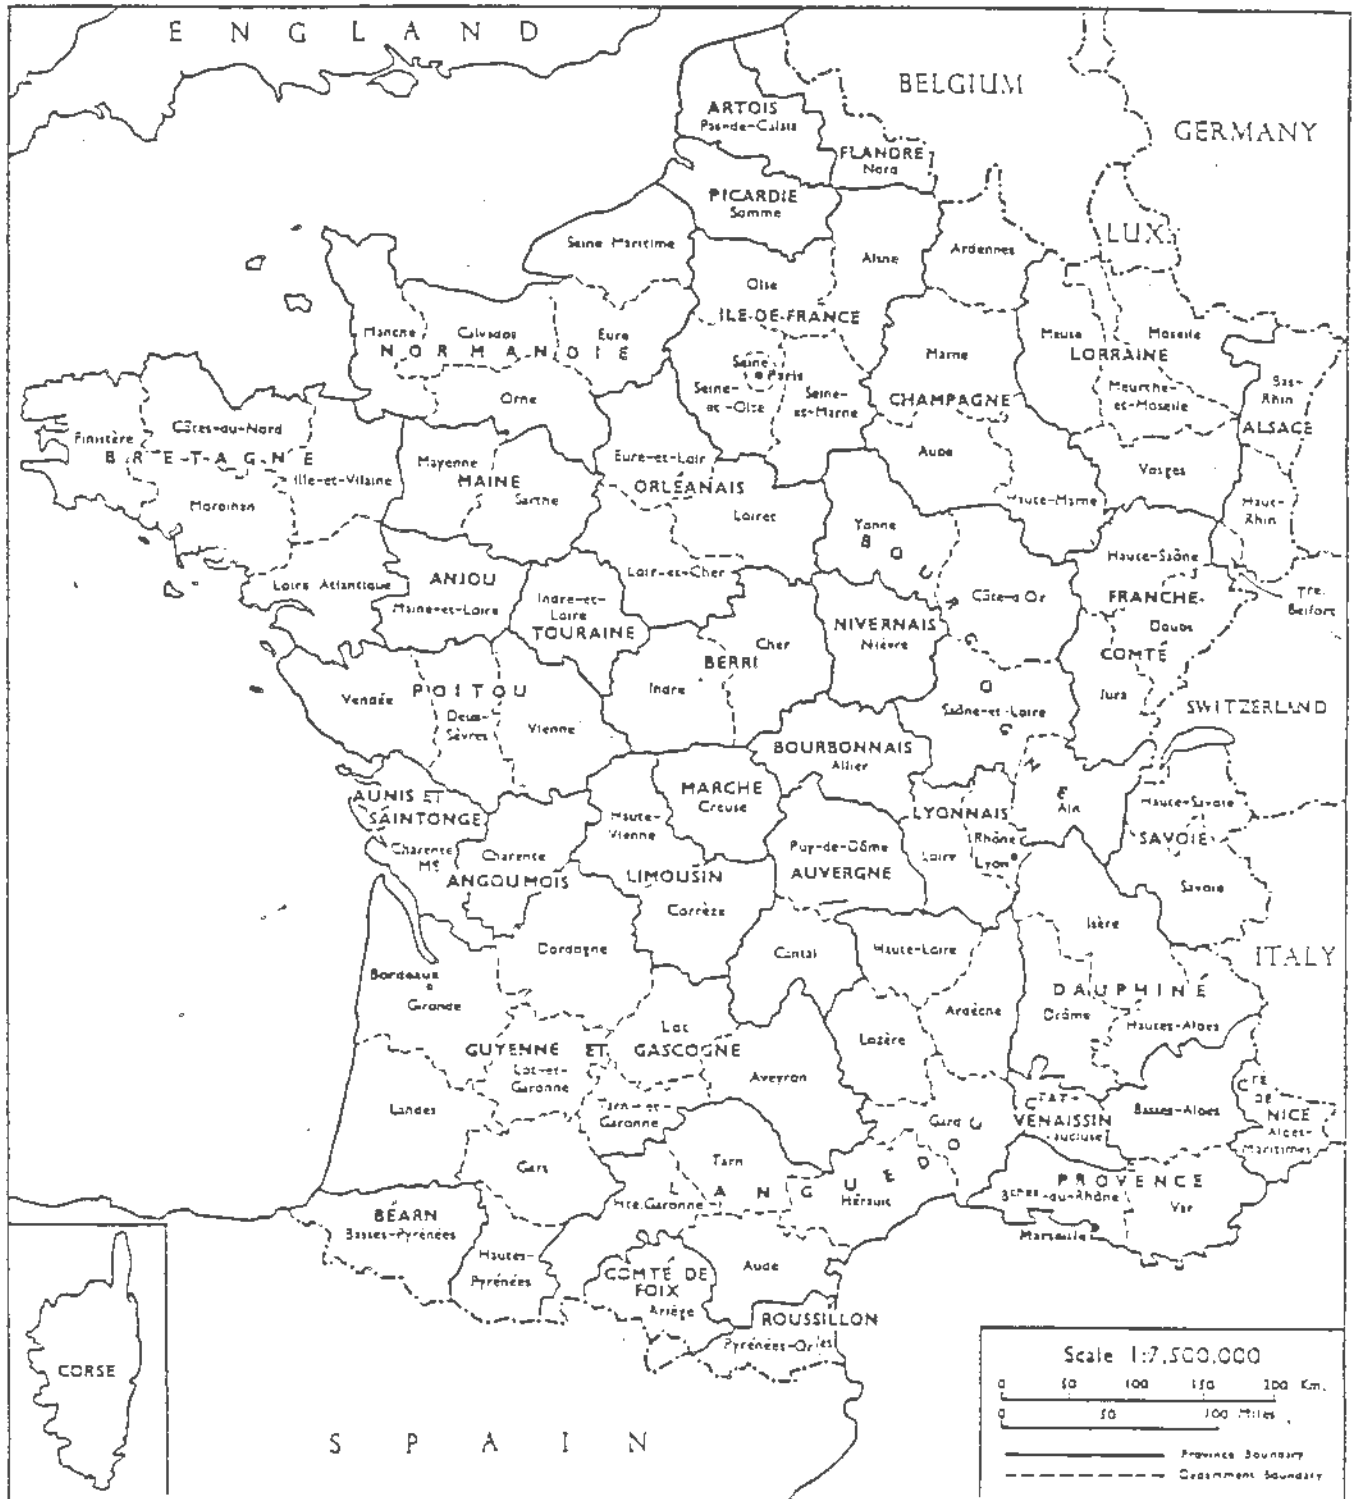 ENGLAND
BELGIUM
GERMANY
LUX.
ARTOIS
Pas-de-Calais
FLANDRE
Nord
PICARDIE
Somme
Seine Maritime
Aisne
Ardennes
Oise
ILE-DE-FRANCE
Manche
Calvados
Eure
NORMANDIE
Orne
Seine
Paris
Seine-
et-Oise
Seine-
et-Marne
Marne
CHAMPAGNE
Aube
Haute-Marne
Meuse
Moselle
LORRAINE
Meurthe-
et-Moselle
Vosges
Bas-
Rhin
ALSACE
Haut-
Rhin
Finistère
Côtes-du-Nord
BRETAGNE
Ille-et-Vilaine
Morbihan
Loire Atlantique
Mayenne
MAINE
Sarthe
Eure-et-Loir
ORLÉANAIS
Loiret
Loir-et-Cher
Yonne
BOURGOGNE
Côte-d'Or
Saône-et-Loire
Ain
Haute-Saône
FRANCHE-
Doubs
COMTÉ
Jura
Tre.
Belfort
SWITZERLAND
ANJOU
Maine-et-Loire
Indre-et-
Loire
TOURAINE
Cher
BERRI
Indre
NIVERNAIS
Nièvre
Vendée
POITOU
Deux-
Sèvres
Vienne
BOURBONNAIS
Allier
MARCHE
Creuse
AUNIS ET
SAINTONGE
Charente
Me
Charente
ANGOUMOIS
Haute-
Vienne
LIMOUSIN
Corrèze
Puy-de-Dôme
AUVERGNE
Cantal
Haute-Loire
LYONNAIS
Rhône
Loire
Lyon
Haute-Savoie
SAVOIE
Savoie
ITALY
Isère
DAUPHINÉ
Drôme
Hautes-Alpes
Bordeaux
Gironde
Dordogne
Lot
GUYENNE ET GASCOGNE
Lot-et-
Garonne
Aveyron
Lozère
Ardèche
Landes
Tarn-et-
Garonne
Gers
Tarn
Gard
LANGUEDOC
Hte. Garonne
Hérault
CTAT-
VENAISSIN
Vaucluse
Basses-Alpes
CTE
DE
NICE
Alpes-
Maritimes
PROVENCE
Bches-du-Rhône
Var
Marseille
BÉARN
Basses-Pyrénées
Hautes-
Pyrénées
COMTÉ DE
FOIX
Ariège
Aude
ROUSSILLON
Pyrénées-Orles
CORSE
SPAIN
Scale 1:7,500,000
0 50 100 150 200 Km.
0 50 100 Miles
Province Boundary
Department Boundary